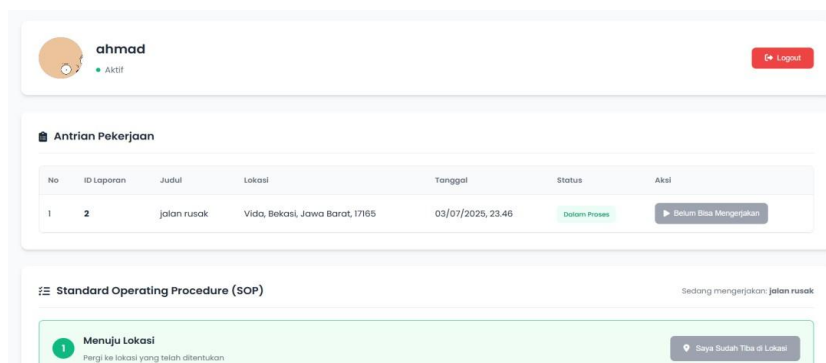 ahmad
Aktif
Logout
Antrian Pekerjaan
No ID Laporan Judul Lokasi Tanggal Status Aksi
1 2 jalan rusak Vida, Bekasi, Jawa Barat, 17165 03/07/2025, 23.46 Dalam Proses Belum Bisa Mengerjakan
Standard Operating Procedure (SOP) Sedang mengerjakan: jalan rusak
1 Menuju Lokasi
Pergi ke lokasi yang telah ditentukan
Saya Sudah Tiba di Lokasi